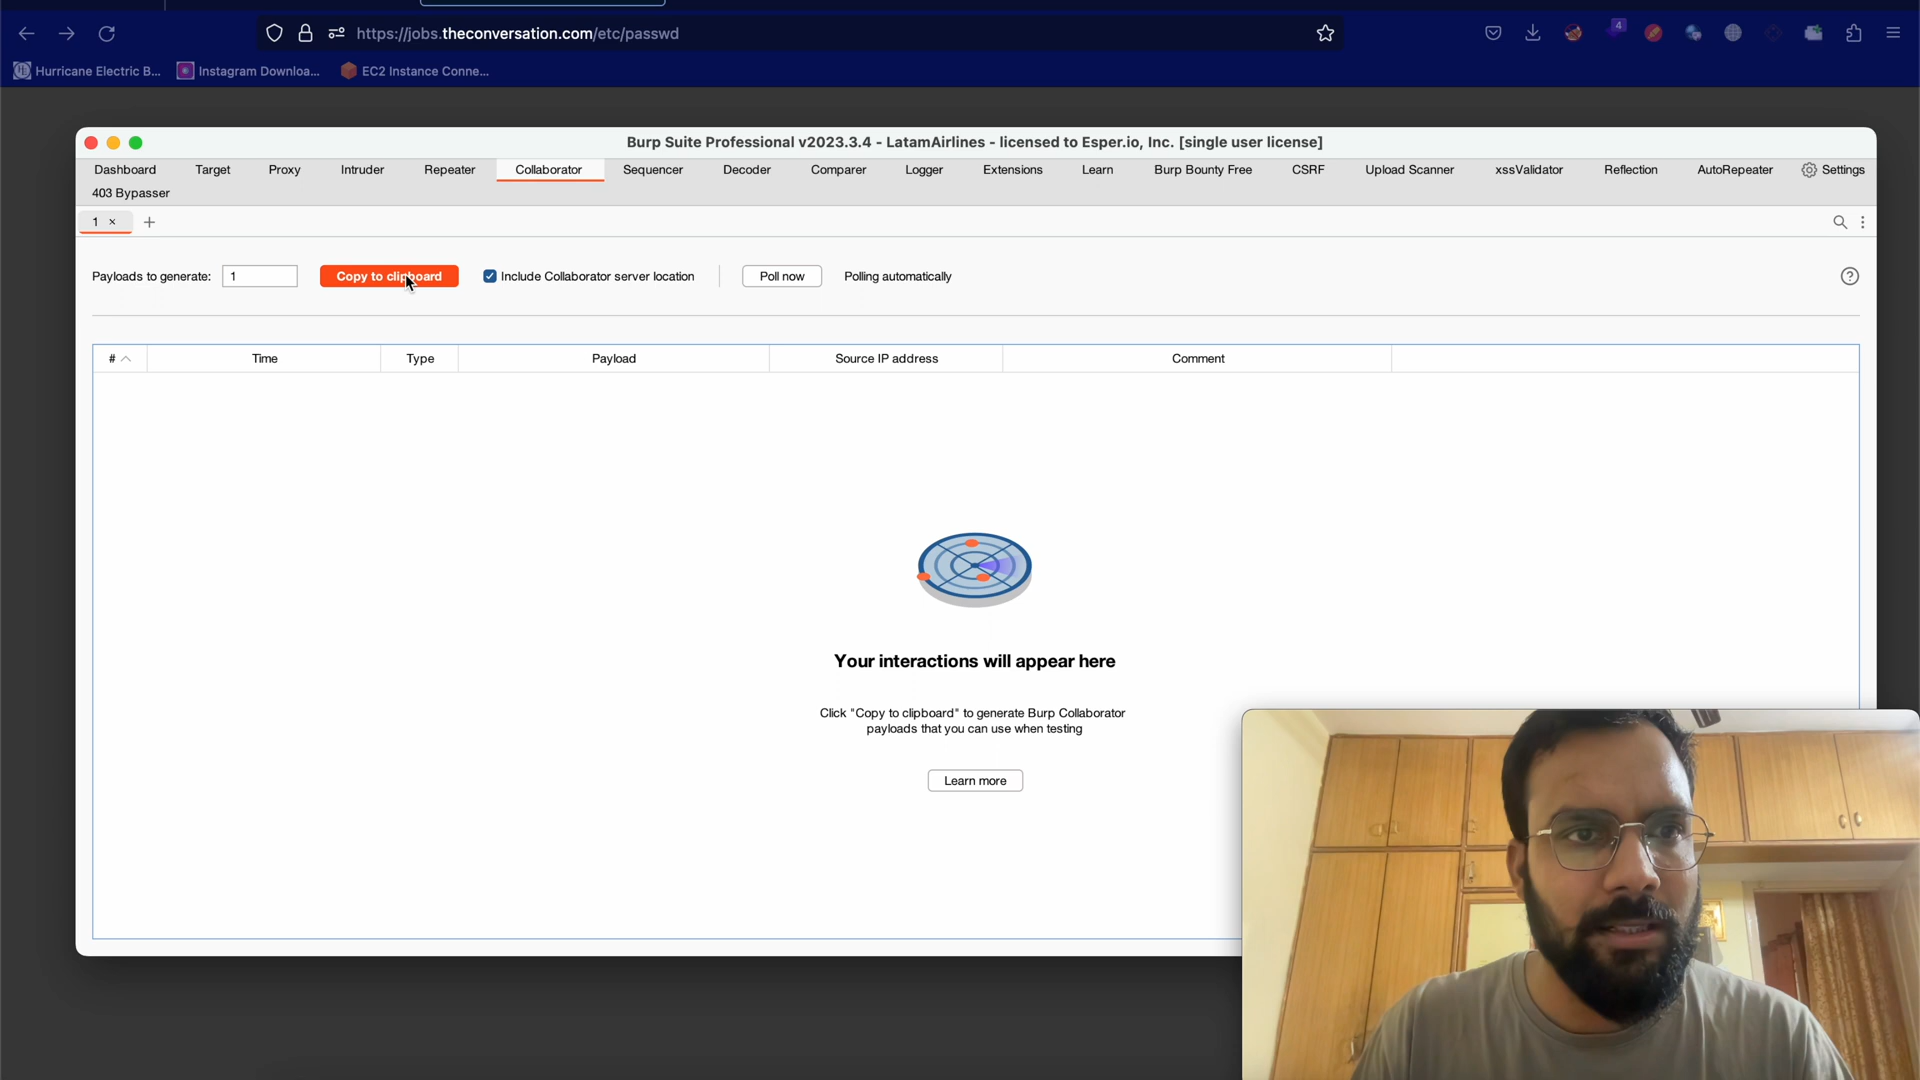 https://jobs.theconversation.com/etc/passwd
4
Hurricane Electric B... Instagram Downloa... EC2 Instance Conne...
Burp Suite Professional v2023.3.4 - LatamAirlines - licensed to Esper.io, Inc. [single user license]
Dashboard Target Proxy Intruder Repeater Collaborator Sequencer Decoder Comparer Logger Extensions Learn Burp Bounty Free CSRF Upload Scanner xssValidator Reflection AutoRepeater Settings
403 Bypasser
1 × +
Payloads to generate: 1 Copy to clipboard Include Collaborator server location Poll now Polling automatically ?
# Time Type Payload Source IP address Comment
Your interactions will appear here
Click "Copy to clipboard" to generate Burp Collaborator
payloads that you can use when testing
Learn more